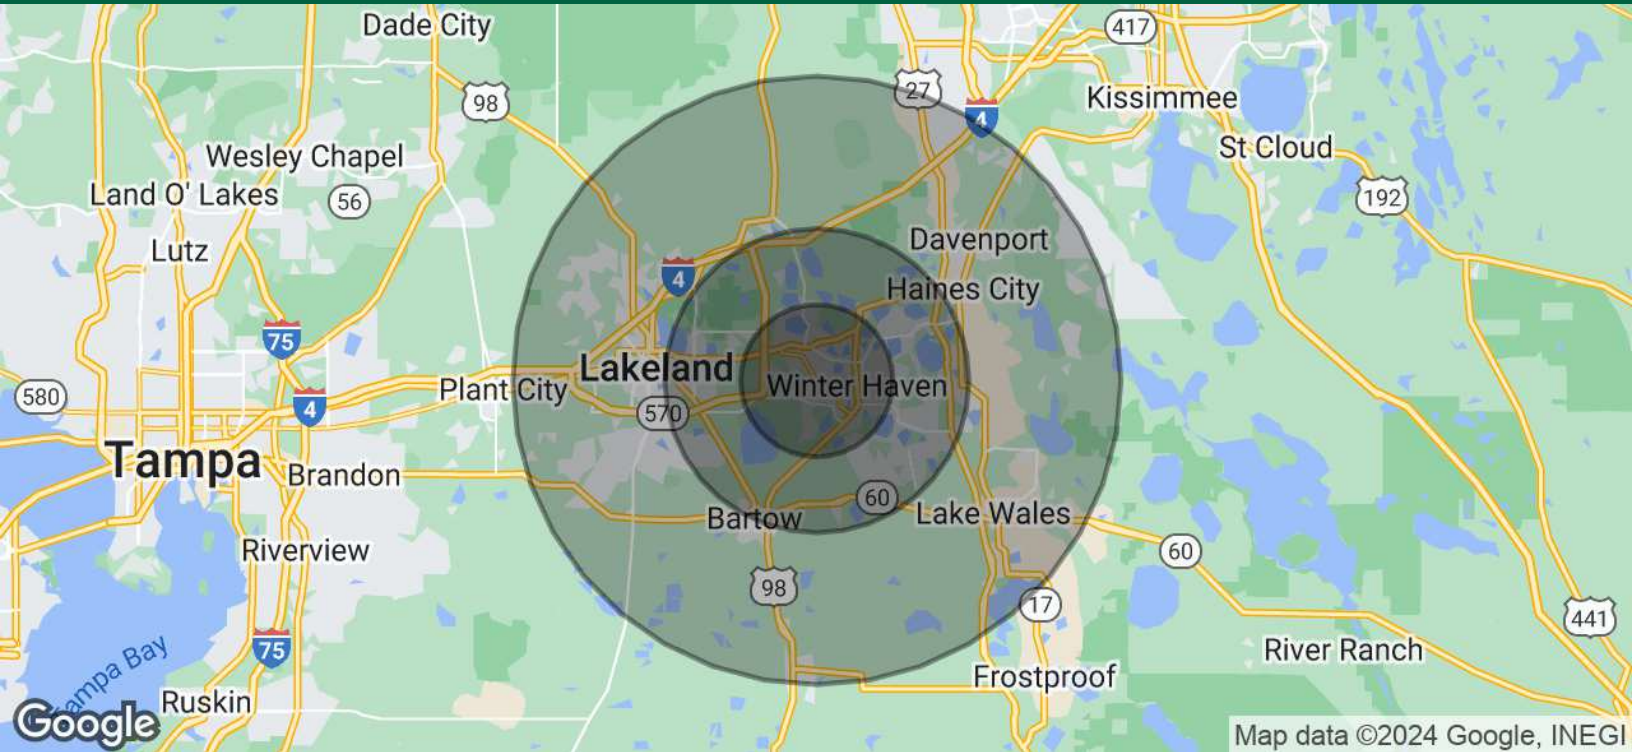 Dade City
417
27
98
4
Kissimmee
St Cloud
Wesley Chapel
Land O' Lakes
56
192
Lutz
Davenport
4
Haines City
75
Lakeland
Plant City
Winter Haven
580
4
570
Tampa
Brandon
60
Bartow
Lake Wales
Riverview
60
98
17
441
75
River Ranch
Tampa Bay
Frostproof
Ruskin
Google
Map data ©2024 Google, INEGI